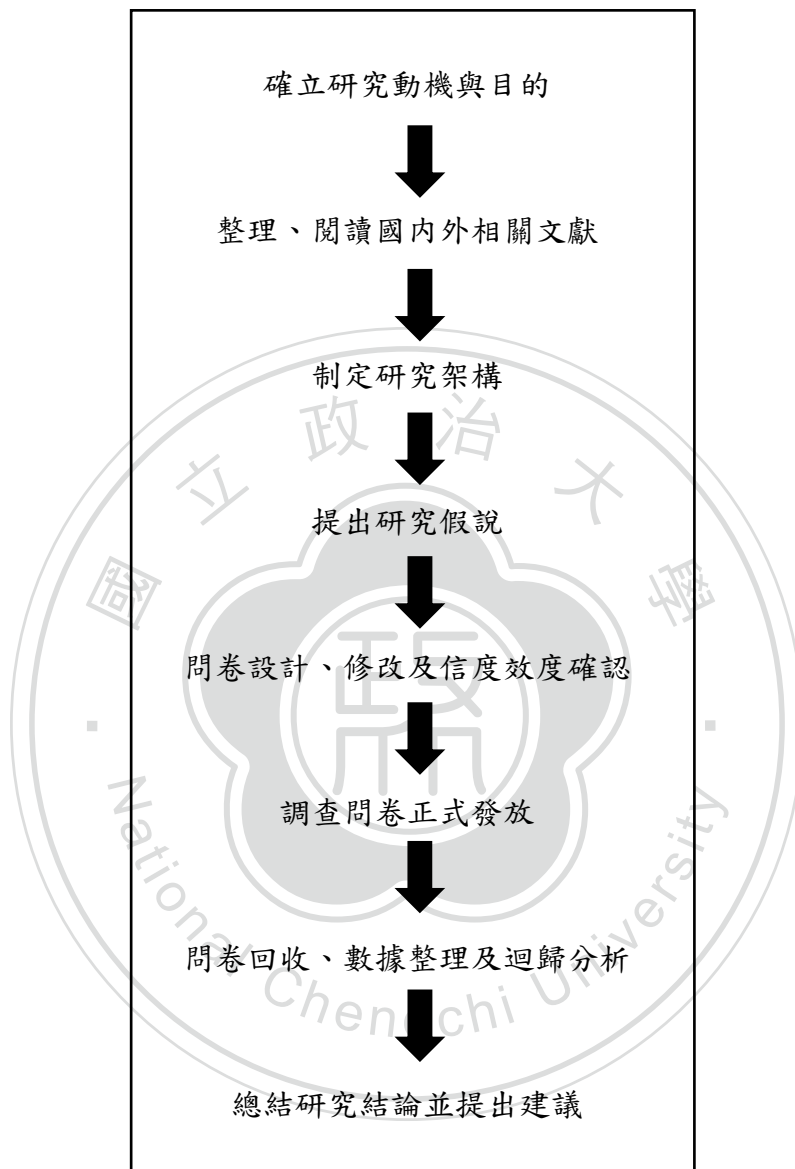 確立研究動機與目的
整理、閱讀國內外相關文獻
制定研究架構
提出研究假說
問卷設計、修改及信度效度確認
調查問卷正式發放
問卷回收、數據整理及迴歸分析
總結研究結論並提出建議
國立政治大學
National Chengchi University